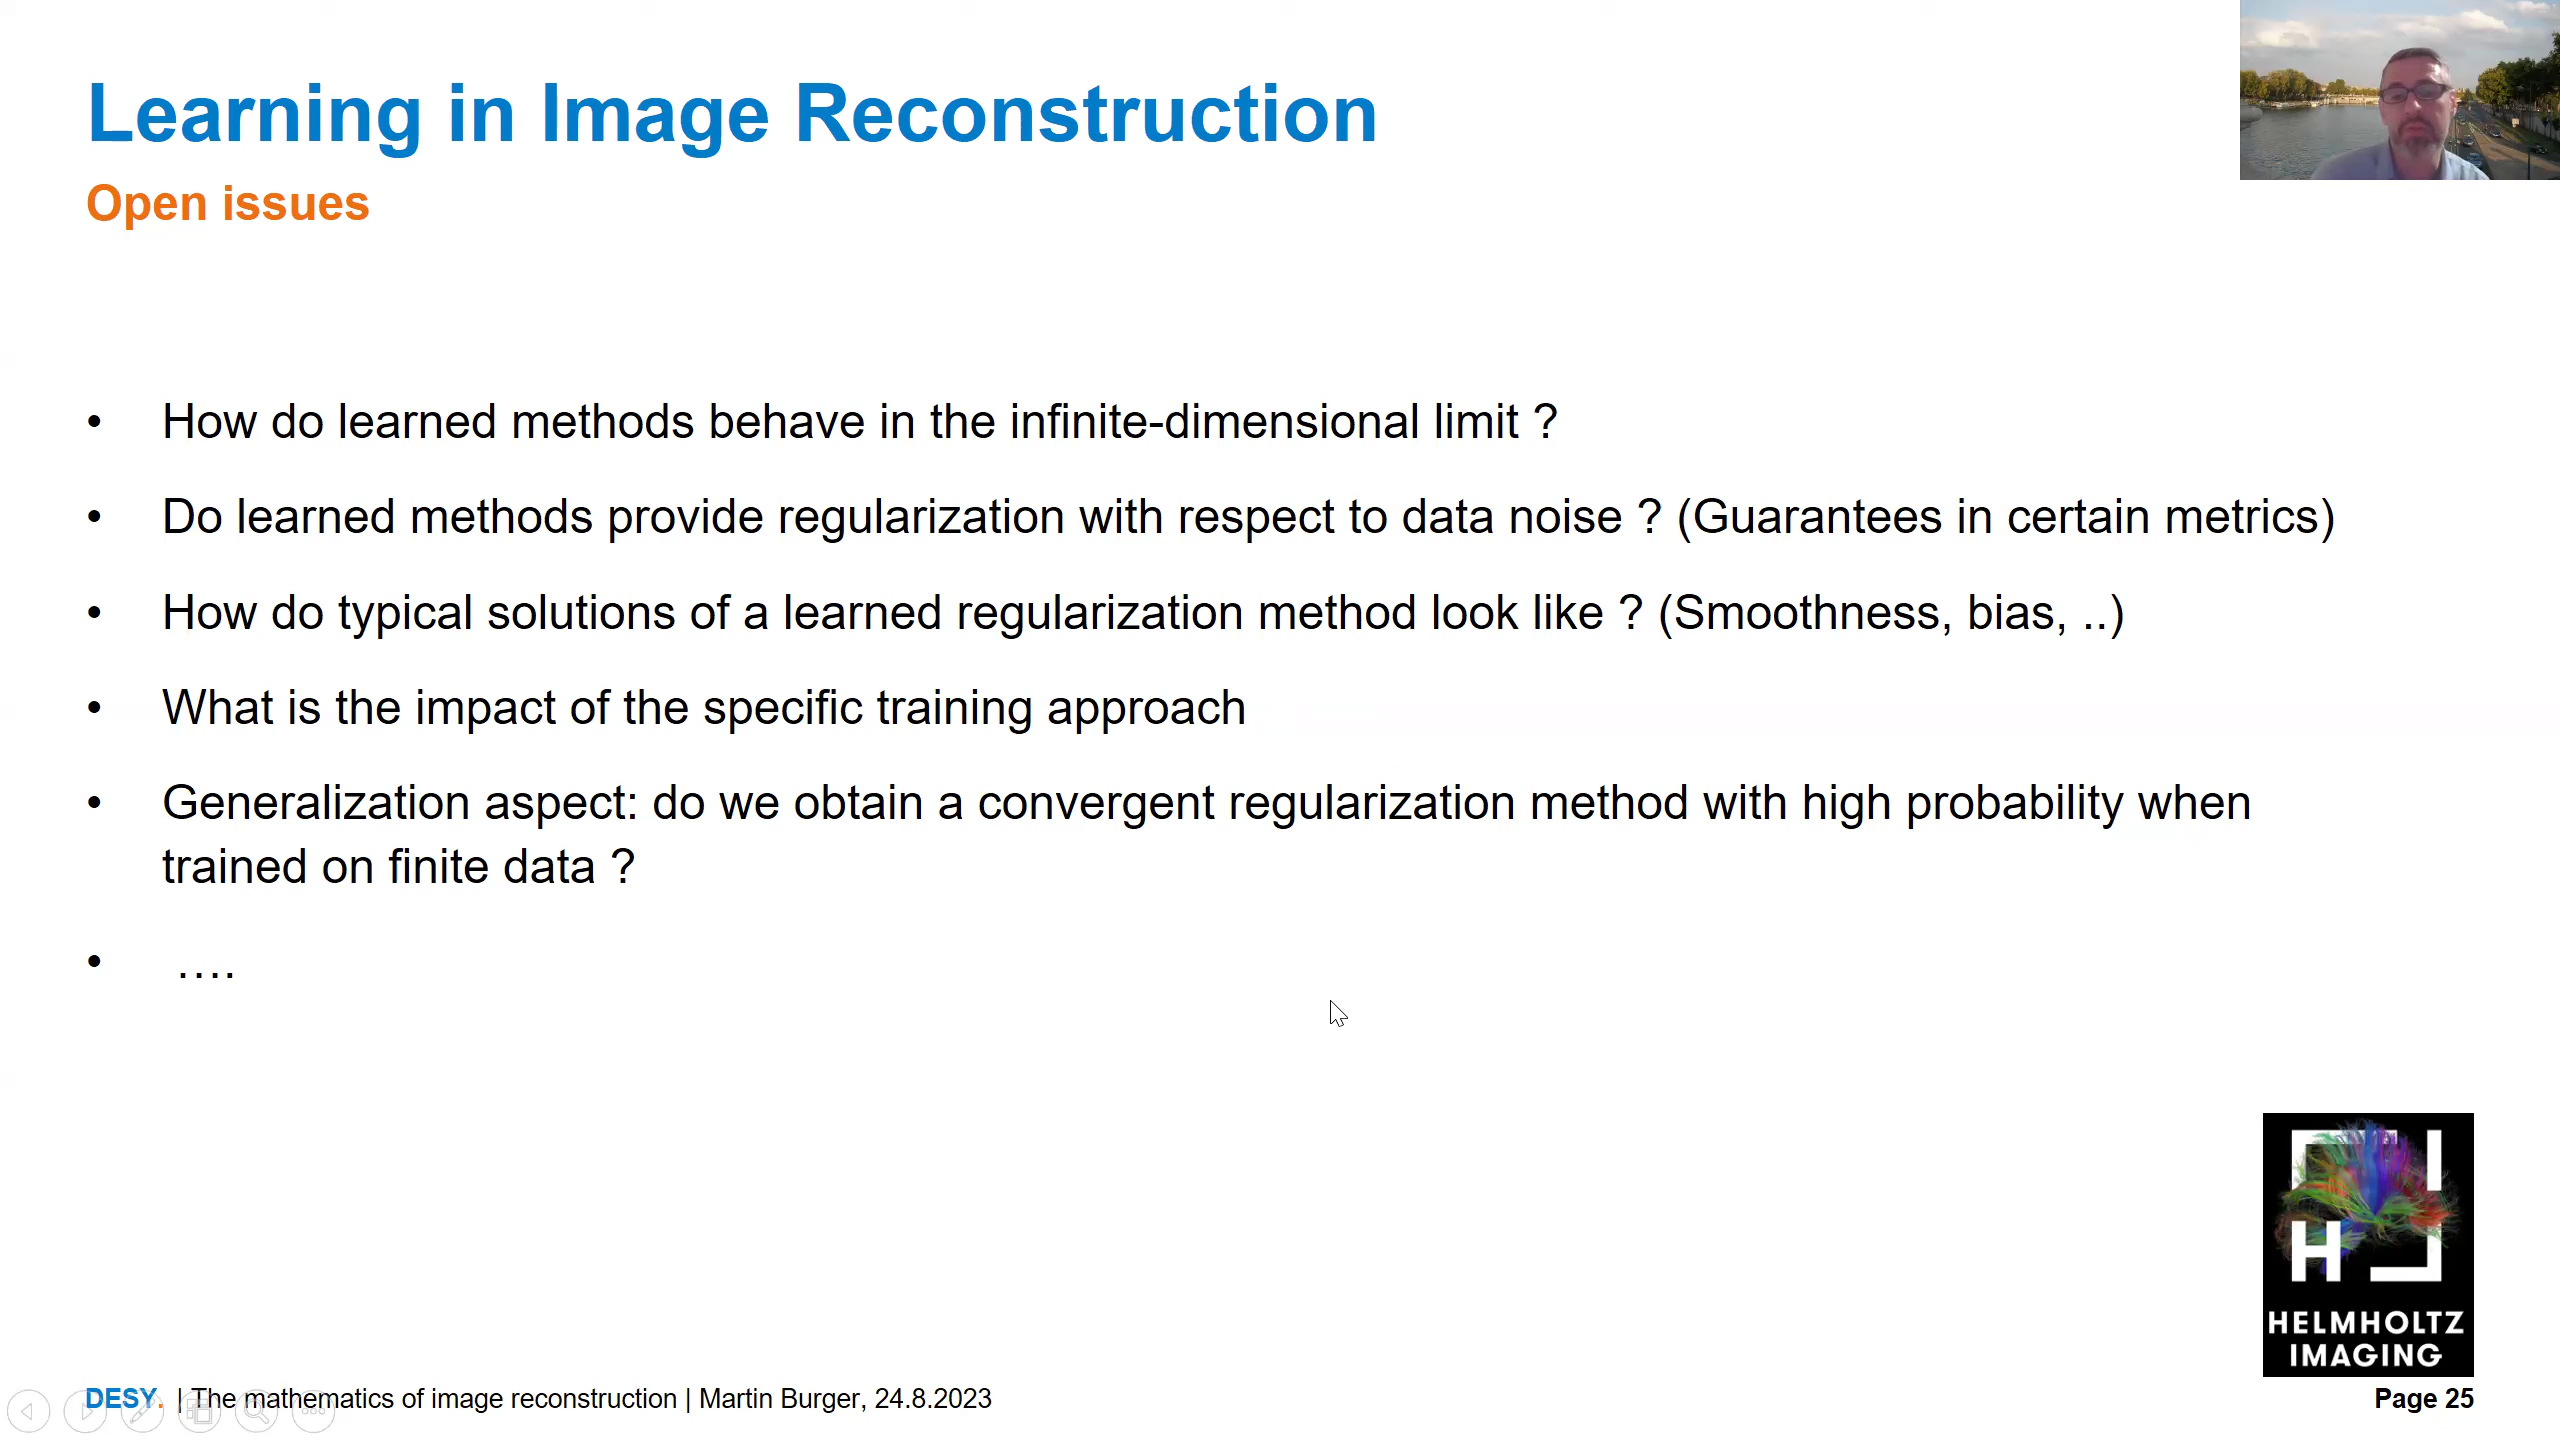 Learning in Image Reconstruction
Open issues
• How do learned methods behave in the infinite-dimensional limit ?
• Do learned methods provide regularization with respect to data noise ? (Guarantees in certain metrics)
• How do typical solutions of a learned regularization method look like ? (Smoothness, bias, ..)
• What is the impact of the specific training approach
• Generalization aspect: do we obtain a convergent regularization method with high probability when
trained on finite data ?
• ....
H
HELMHOLTZ
IMAGING
DESY. | The mathematics of image reconstruction | Martin Burger, 24.8.2023
Page 25